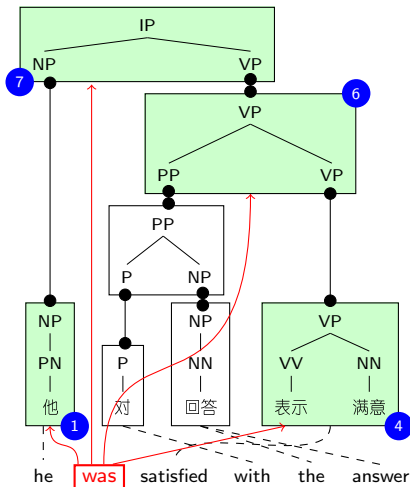 IP
NP VP
7
6
VP
PP VP
PP
P NP
NP P NP VP
PN NN VV NN
他 对 回答 表示 满意
1 4
he was satisfied with the answer